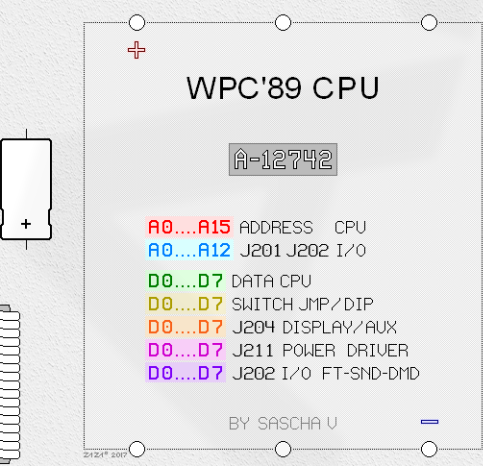 WPC'89 CPU
A-12742
A0....A15 ADDRESS CPU
A0....A12 J201 J202 I/O
D0....D7 DATA CPU
D0....D7 SWITCH JMP/DIP
D0....D7 J204 DISPLAY/AUX
D0....D7 J211 POWER DRIVER
D0....D7 J202 I/O FT-SND-DMD
BY SASCHA V
2017